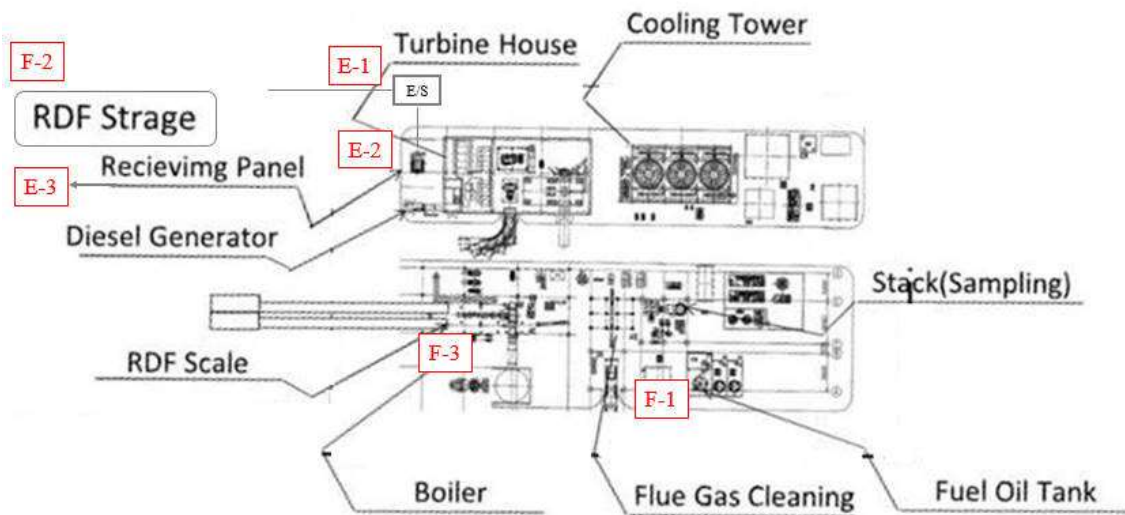 Cooling Tower
Turbine House
F-2
E-1
E/S
RDF Strage
E-2
Recievimg Panel
E-3
Diesel Generator
Stack(Sampling)
RDF Scale
F-3
F-1
Boiler
Flue Gas Cleaning
Fuel Oil Tank